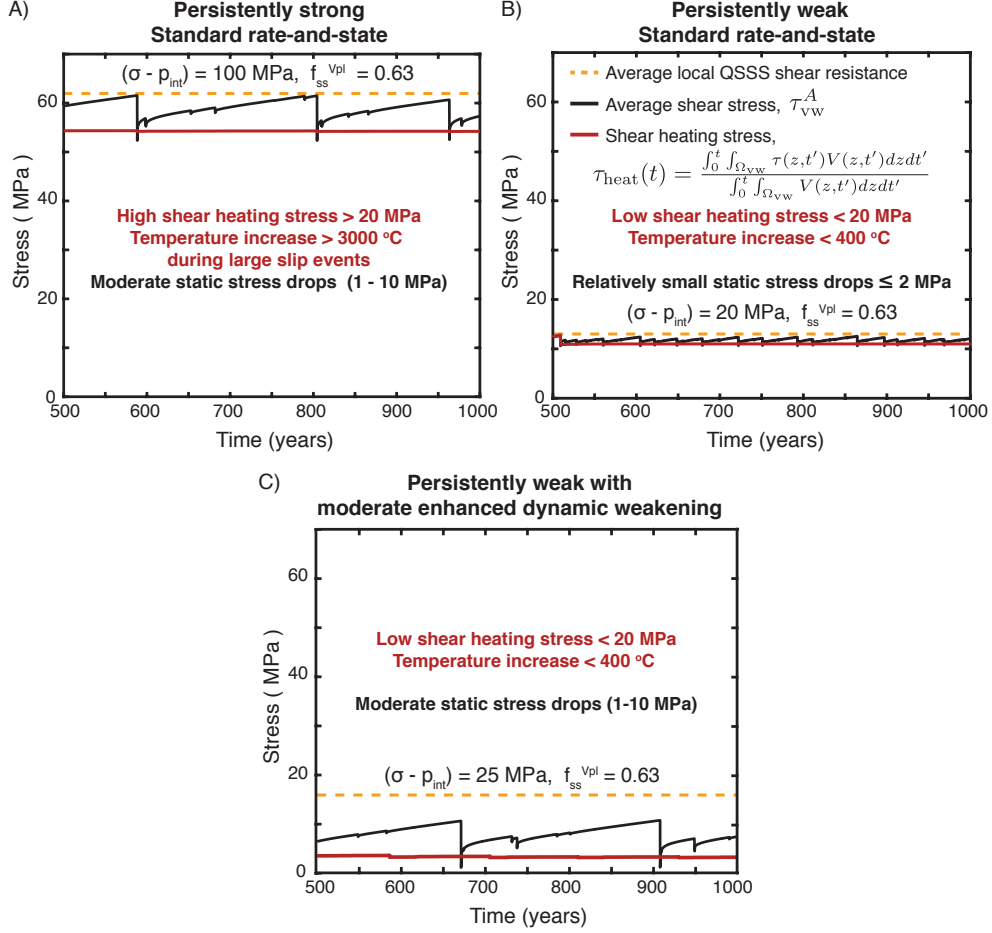 A)
Persistently strong
Standard rate-and-state
(σ - p_int) = 100 MPa, f_ss^Vpl = 0.63
High shear heating stress > 20 MPa
Temperature increase > 3000 °C
during large slip events
Moderate static stress drops (1 - 10 MPa)
Stress ( MPa)
60
40
20
0
500 600 700 800 900 1000
Time (years)
B)
Persistently weak
Standard rate-and-state
Average local QSSS shear resistance
Average shear stress, τ_vw^A
Shear heating stress,
τ_heat(t) = ∫_0^t ∫_Ω_vw τ(z,t′)V(z,t′)dzdt′ / ∫_0^t ∫_Ω_vw V(z,t′)dzdt′
Low shear heating stress < 20 MPa
Temperature increase < 400 °C
Relatively small static stress drops ≤ 2 MPa
(σ - p_int) = 20 MPa, f_ss^Vpl = 0.63
Stress ( MPa)
60
40
20
0
500 600 700 800 900 1000
Time (years)
C)
Persistently weak with
moderate enhanced dynamic weakening
Low shear heating stress < 20 MPa
Temperature increase < 400 °C
Moderate static stress drops (1-10 MPa)
(σ - p_int) = 25 MPa, f_ss^Vpl = 0.63
Stress ( MPa)
60
40
20
0
500 600 700 800 900 1000
Time (years)